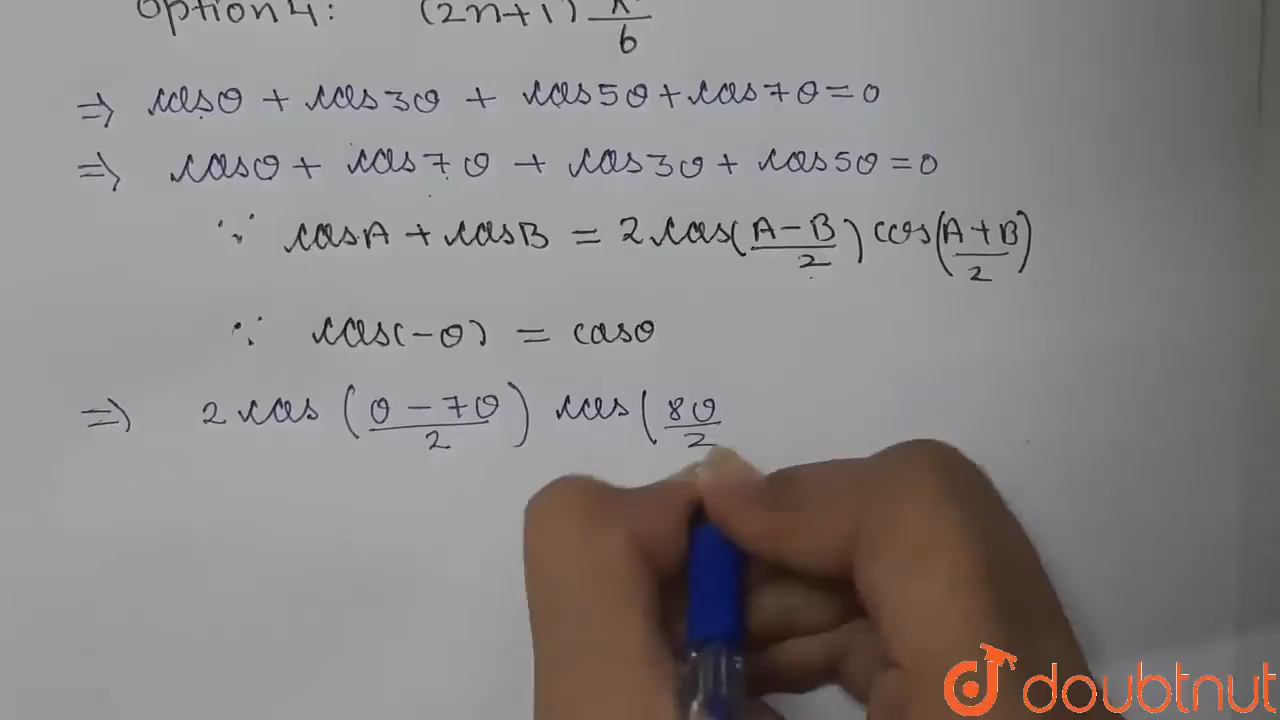 Option 4: (2n+1) π/6
⇒ cosθ + cos3θ + cos5θ + cos7θ = 0
⇒ cosθ + cos7θ + cos3θ + cos5θ = 0
∵ cosA + cosB = 2cos(A-B/2) cos(A+B/2)
∵ cos(-θ) = cosθ
⇒ 2cos(θ-7θ/2) cos(8θ/2
doubtnut